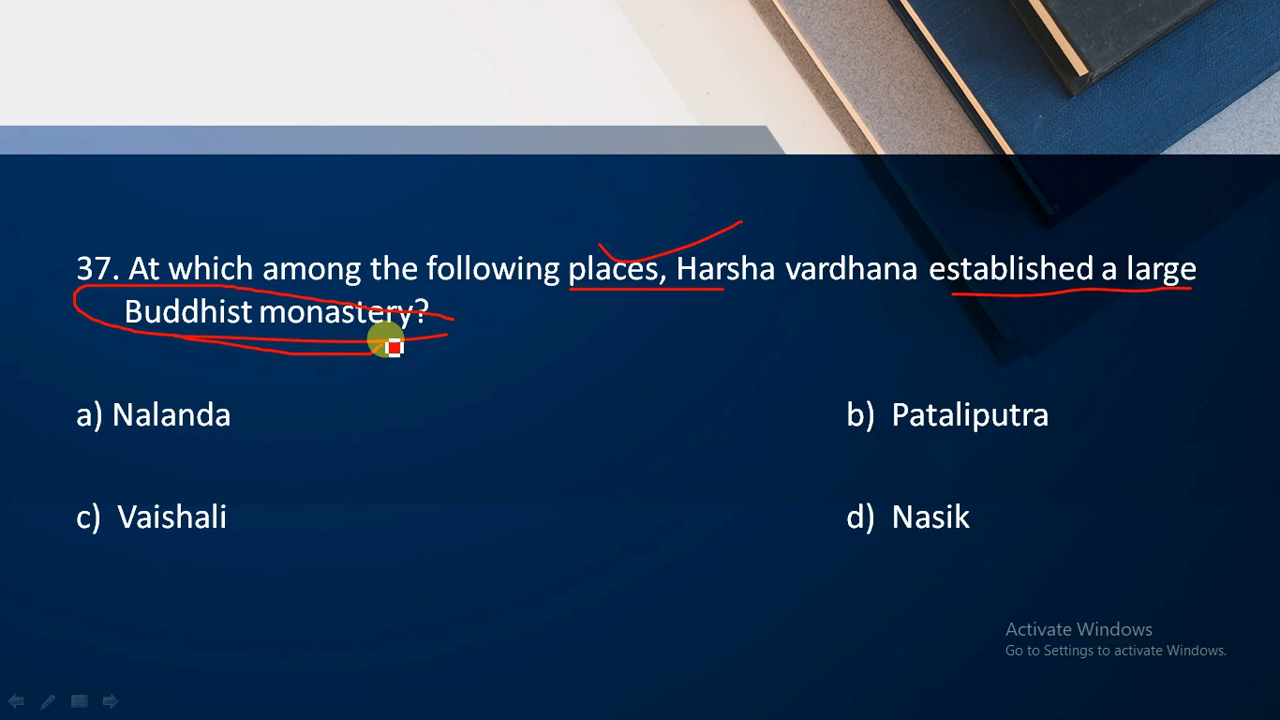 37. At which among the following places, Harsha vardhana established a large
Buddhist monastery?
a) Nalanda
b) Pataliputra
c) Vaishali
d) Nasik
Activate Windows
Go to Settings to activate Windows.